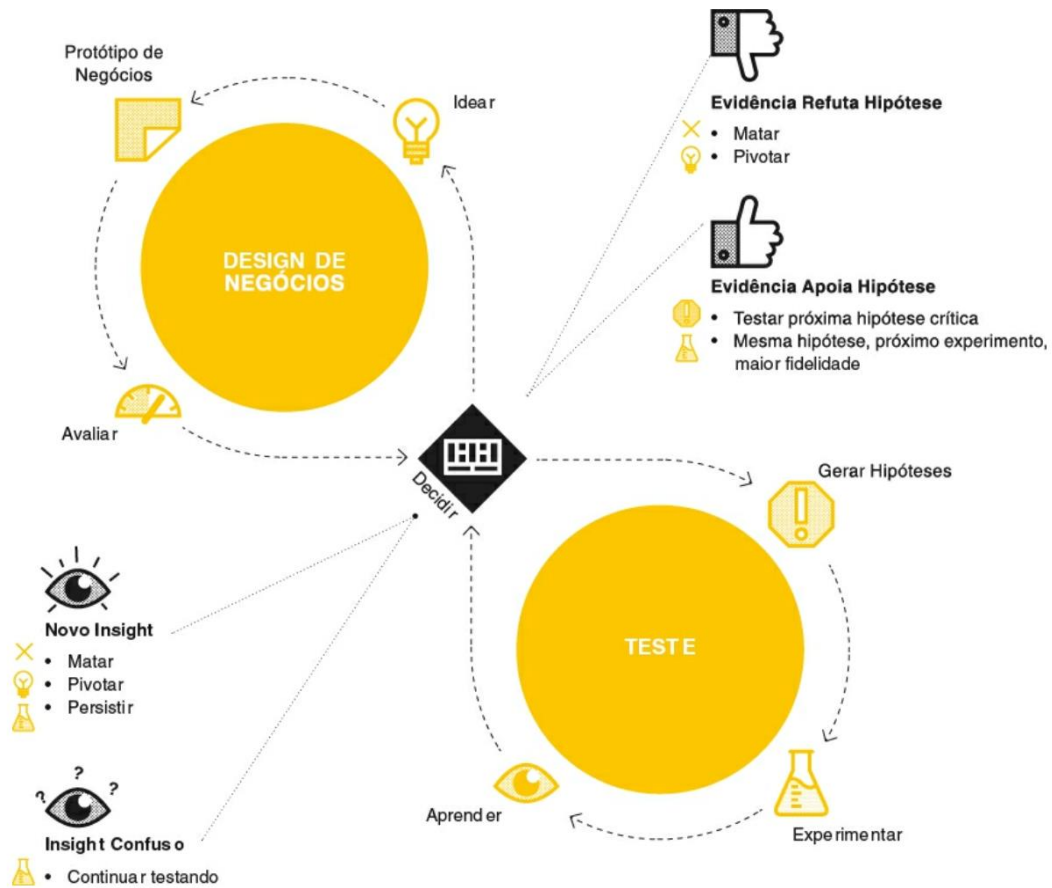 Protótipo de
Negócios
Idear
DESIGN DE
NEGÓCIOS
Avaliar
Decidir
Evidência Refuta Hipótese
• Matar
• Pivotar
Evidência Apoia Hipótese
• Testar próxima hipótese crítica
• Mesma hipótese, próximo experimento,
maior fidelidade
Gerar Hipóteses
TESTE
Experimentar
Aprender
Novo Insight
• Matar
• Pivotar
• Persistir
? ? ?
Insight Confuso
• Continuar testando